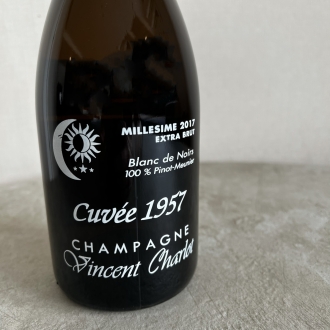 MILLESIME 2017
EXTRA BRUT
Blanc de Noirs
100 % Pinot-Meunier
Cuvée 1957
CHAMPAGNE
Vincent Charlot